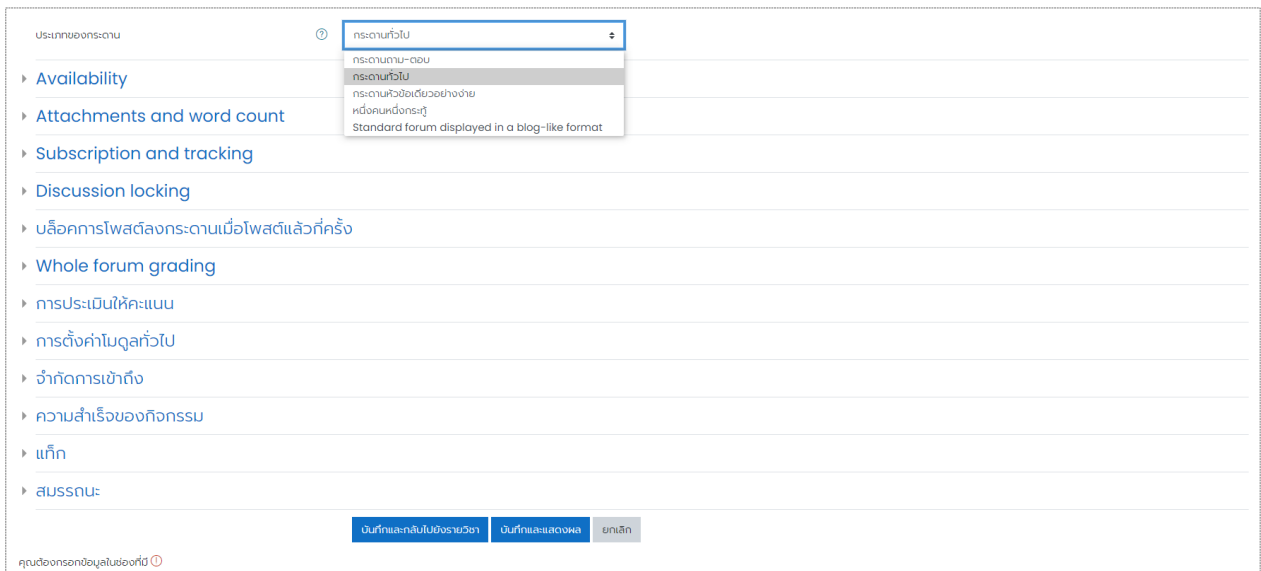 ประเภทของกระดาน
กระดานทั่วไป
กระดานถาม-ตอบ
กระดานทั่วไป
กระดานหัวข้อเดียวอย่างง่าย
หนึ่งคนหนึ่งกระทู้
Standard forum displayed in a blog-like format
Availability
Attachments and word count
Subscription and tracking
Discussion locking
บล็อคการโพสต์ลงกระดานเมื่อโพสต์แล้วกี่ครั้ง
Whole forum grading
การประเมินให้คะแนน
การตั้งค่าโมดูลทั่วไป
จำกัดการเข้าถึง
ความสำเร็จของกิจกรรม
แท็ก
สมรรถนะ
บันทึกและกลับไปยังรายวิชา บันทึกและแสดงผล ยกเลิก
คุณต้องกรอกข้อมูลในช่องที่มี